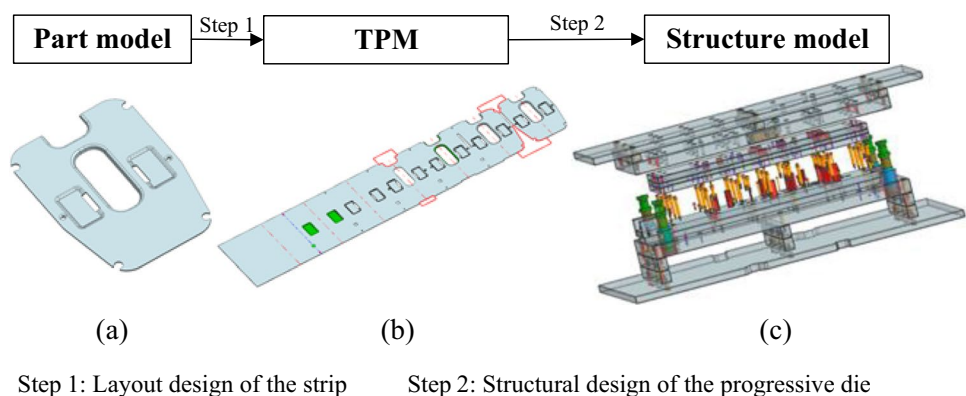 Part model Step 1 TPM Step 2 Structure model
(a) (b) (c)
Step 1: Layout design of the strip Step 2: Structural design of the progressive die